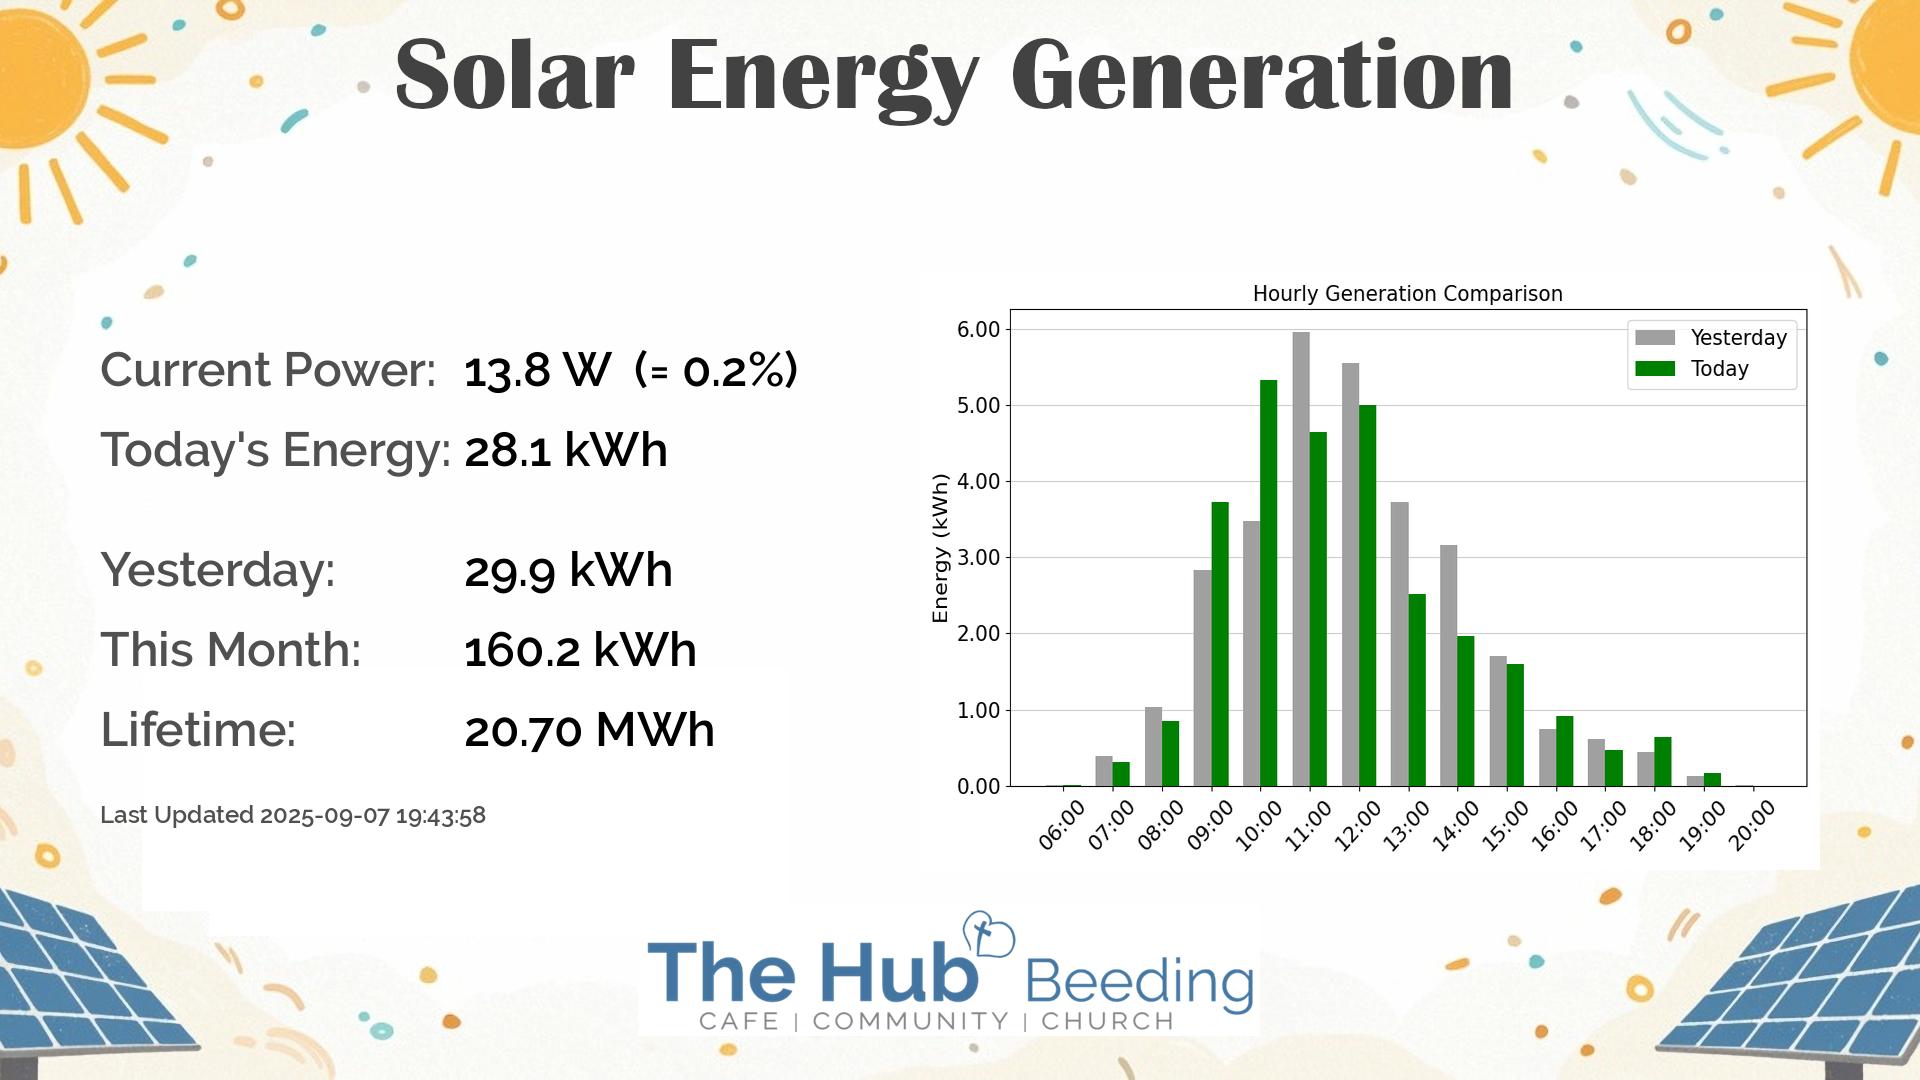 Solar Energy Generation
Current Power: 13.8 W (= 0.2%)
Today's Energy: 28.1 kWh
Yesterday: 29.9 kWh
This Month: 160.2 kWh
Lifetime: 20.70 MWh
Last Updated 2025-09-07 19:43:58
Hourly Generation Comparison
Yesterday
Today
Energy (kWh)
6.00
5.00
4.00
3.00
2.00
1.00
0.00
06:00 07:00 08:00 09:00 10:00 11:00 12:00 13:00 14:00 15:00 16:00 17:00 18:00 19:00 20:00
The Hub Beeding
CAFE | COMMUNITY | CHURCH